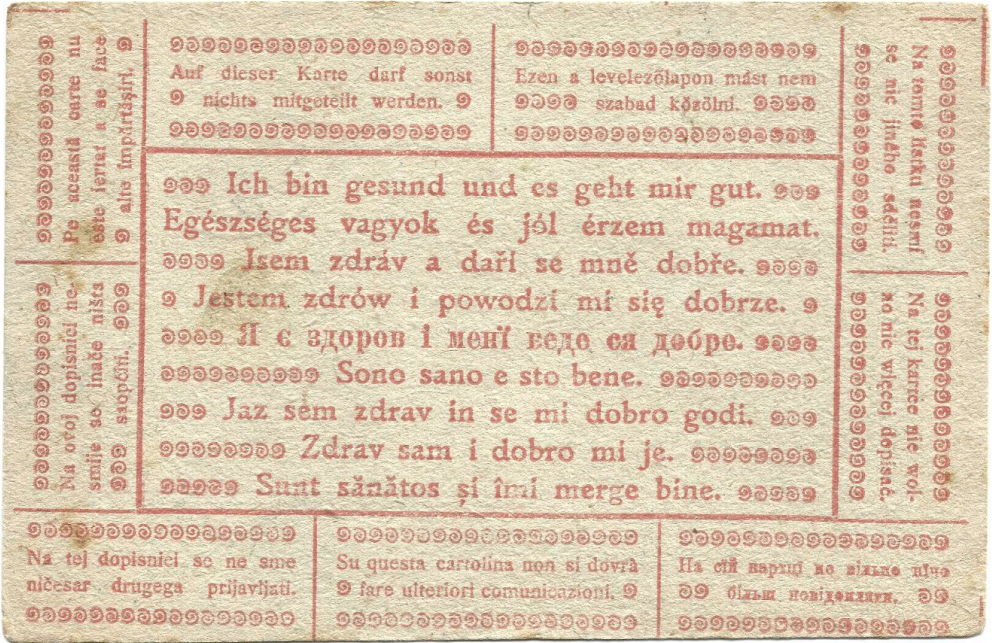 Auf dieser Karte darf sonst
nichts mitgeteilt werden.
Ezen a levelezőlapon mást nem
szabad közölni.
Pe această carte nu
este iertat a se face
alte împărtăşiri.
Na tomto lístku nesmí
se nic jiného sděliti.
Ich bin gesund und es geht mir gut.
Egészséges vagyok és jól érzem magamat.
Jsem zdráv a daří se mně dobře.
Jestem zdrów i powodzi mi się dobrze.
Я є здоров і менї веде ся добре.
Sono sano e sto bene.
Jaz sem zdrav in se mi dobro godi.
Zdrav sam i dobro mi je.
Sunt sănătos şi îmi merge bine.
Na ovoj dopisnici ne-
smije se inače ništa
saopćiti.
Na tej kartce nie wol-
no nic więcej dopisać.
Na tej dopisnici se ne sme
ničesar drugega prijavljati.
Su questa cartolina non si dovrà
fare ulteriori comunicazioni.
На сїй картцї не вільно нїчо
більш повідомляти.